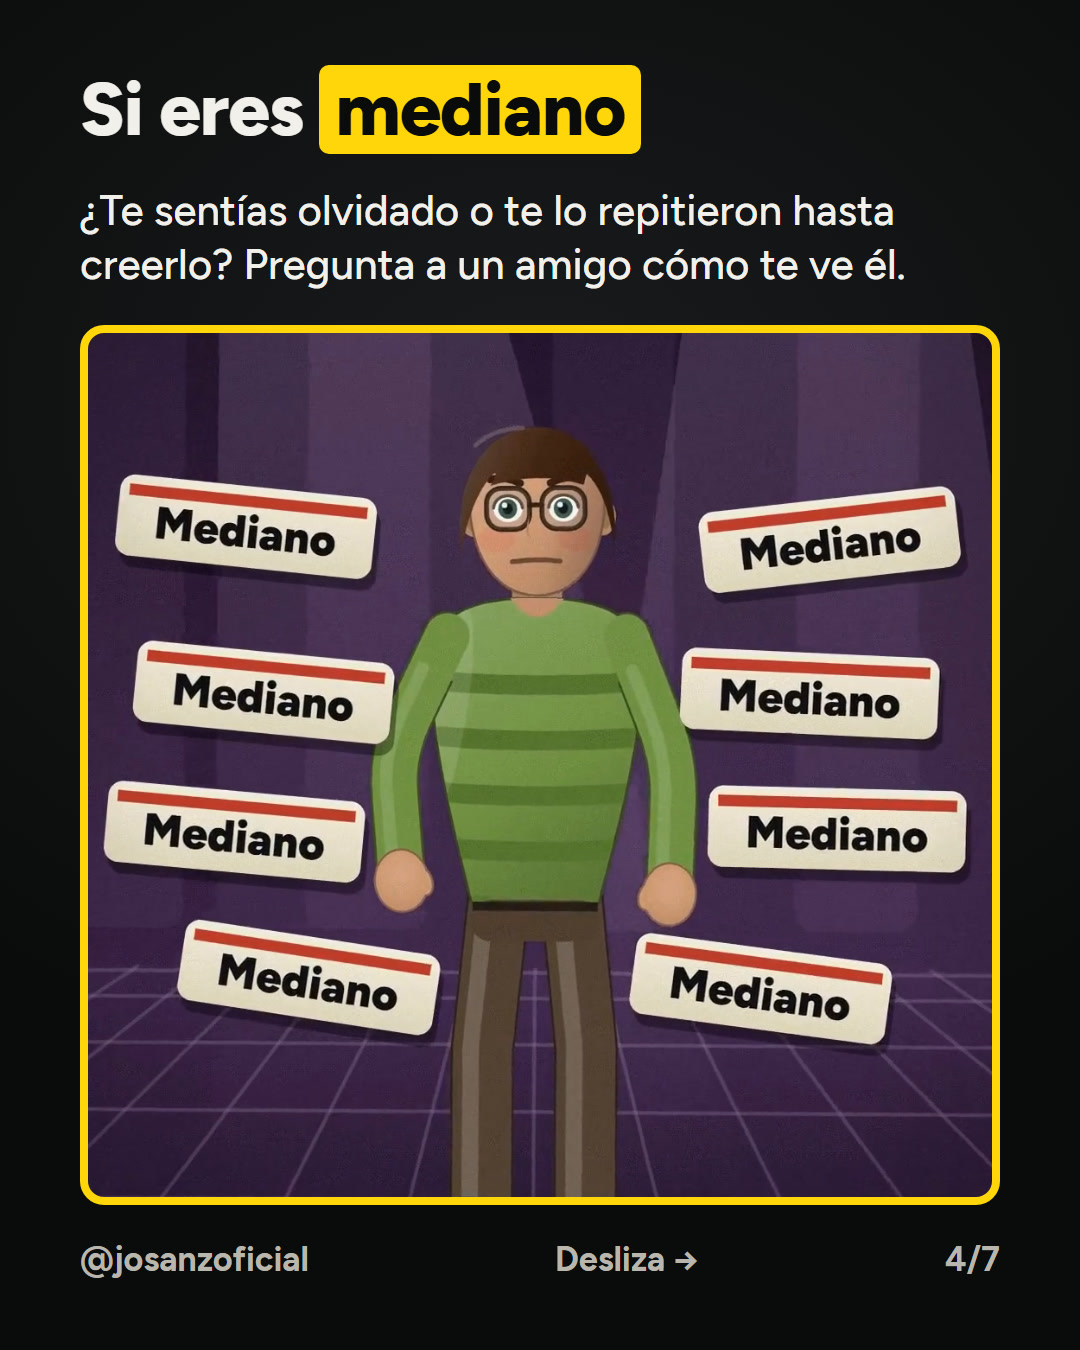 Si eres mediano
¿Te sentías olvidado o te lo repitieron hasta
creerlo? Pregunta a un amigo cómo te ve él.
Mediano
Mediano
Mediano
Mediano
Mediano
Mediano
Mediano
Mediano
@josanzoficial
Desliza →
4/7